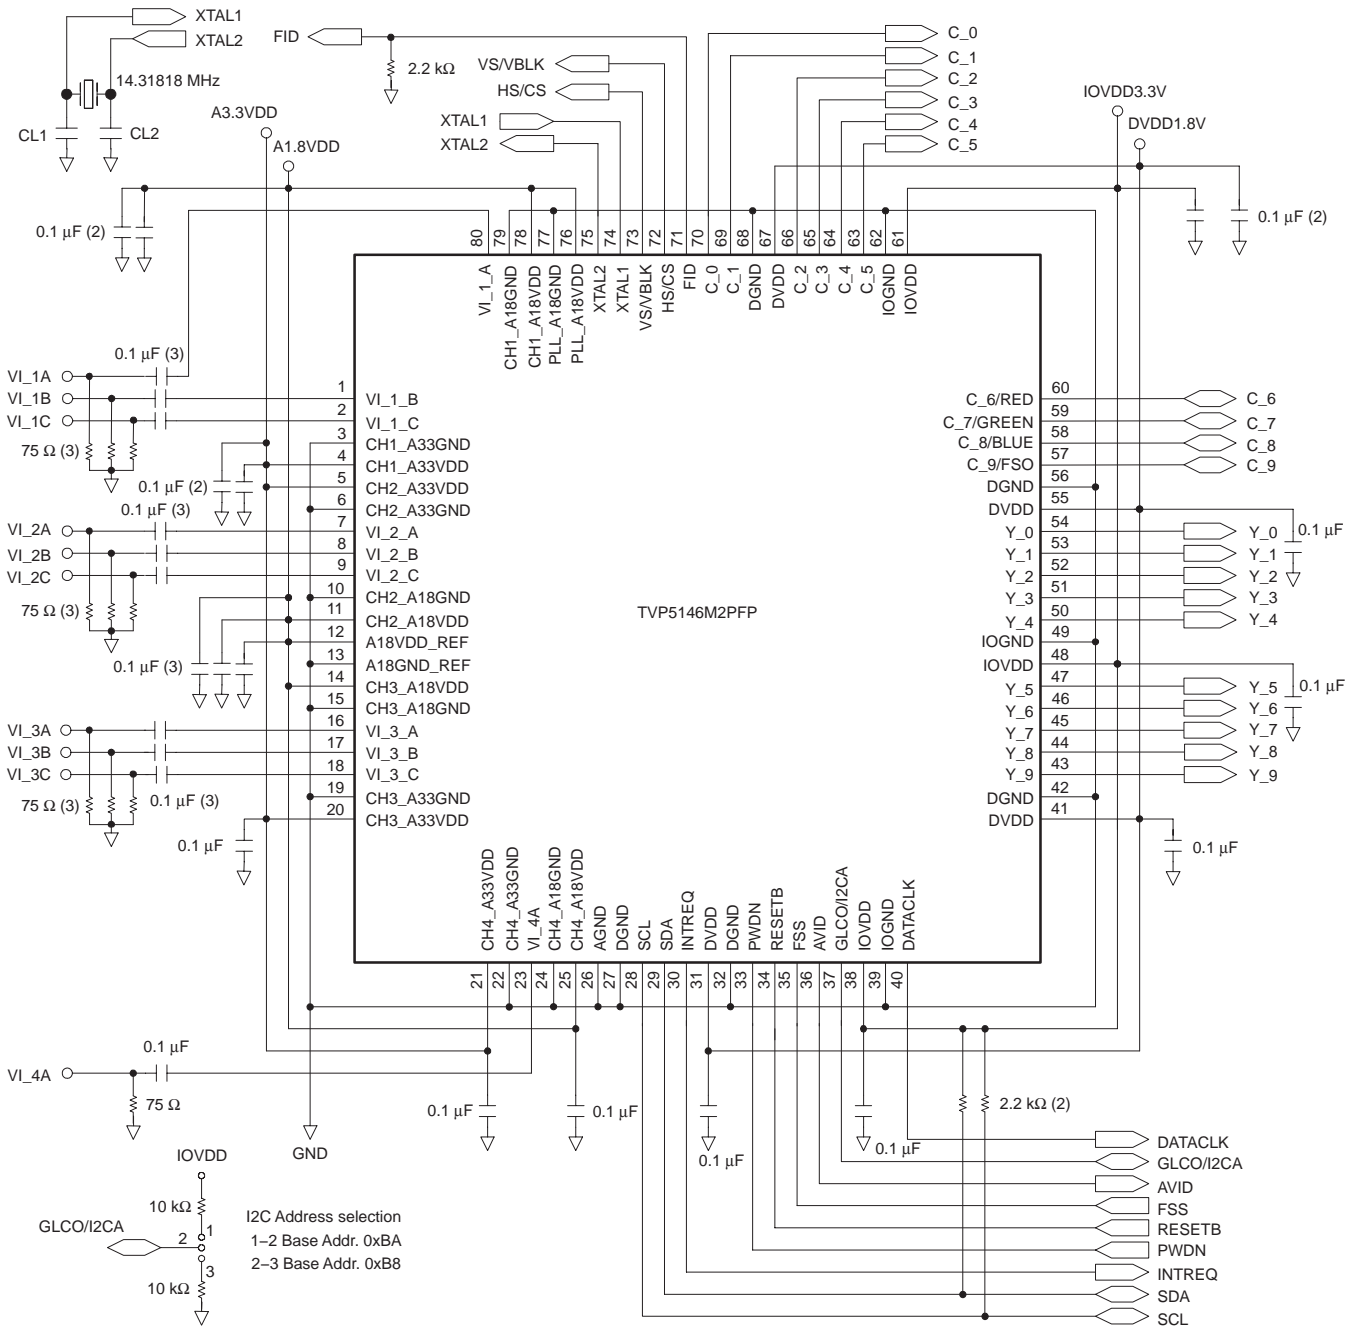 XTAL1
XTAL2
14.31818 MHz
CL1
CL2
FID
2.2 kΩ
VS/VBLK
HS/CS
XTAL1
XTAL2
C_0
C_1
C_2
C_3
C_4
C_5
A3.3VDD
A1.8VDD
IOVDD3.3V
DVDD1.8V
0.1 µF (2)
0.1 µF (2)
80
79
78
77
76
75
74
73
72
71
70
69
68
67
66
65
64
63
62
61
VI_1_A
CH1_A18GND
CH1_A18VDD
PLL_A18GND
PLL_A18VDD
XTAL2
XTAL1
VS/VBLK
HS/CS
FID
C_0
C_1
DGND
DVDD
C_2
C_3
C_4
C_5
IOGND
IOVDD
0.1 µF (3)
VI_1A
VI_1B
VI_1C
75 Ω (3)
0.1 µF (2)
0.1 µF (3)
VI_2A
VI_2B
VI_2C
75 Ω (3)
0.1 µF (3)
VI_3A
VI_3B
VI_3C
75 Ω (3)
0.1 µF (3)
0.1 µF
1 VI_1_B
2 VI_1_C
3 CH1_A33GND
4 CH1_A33VDD
5 CH2_A33VDD
6 CH2_A33GND
7 VI_2_A
8 VI_2_B
9 VI_2_C
10 CH2_A18GND
11 CH2_A18VDD
12 A18VDD_REF
13 A18GND_REF
14 CH3_A18VDD
15 CH3_A18GND
16 VI_3_A
17 VI_3_B
18 VI_3_C
19 CH3_A33GND
20 CH3_A33VDD
TVP5146M2PFP
C_6/RED 60 C_6
C_7/GREEN 59 C_7
C_8/BLUE 58 C_8
C_9/FSO 57 C_9
DGND 56
DVDD 55
Y_0 54 Y_0
0.1 µF
Y_1 53 Y_1
Y_2 52 Y_2
Y_3 51 Y_3
Y_4 50 Y_4
IOGND 49
IOVDD 48
Y_5 47 Y_5
0.1 µF
Y_6 46 Y_6
Y_7 45 Y_7
Y_8 44 Y_8
Y_9 43 Y_9
DGND 42
DVDD 41
0.1 µF
CH4_A33VDD
CH4_A33GND
VI_4A
CH4_A18GND
CH4_A18VDD
AGND
DGND
SCL
SDA
INTREQ
DVDD
DGND
PWDN
RESETB
FSS
AVID
GLCO/I2CA
IOVDD
IOGND
DATACLK
21
22
23
24
25
26
27
28
29
30
31
32
33
34
35
36
37
38
39
40
VI_4A
0.1 µF
75 Ω
GND
0.1 µF
0.1 µF
0.1 µF
0.1 µF
2.2 kΩ (2)
DATACLK
GLCO/I2CA
AVID
FSS
RESETB
PWDN
INTREQ
SDA
SCL
IOVDD
10 kΩ
GLCO/I2CA
1
2
3
10 kΩ
I2C Address selection
1–2 Base Addr. 0xBA
2–3 Base Addr. 0xB8